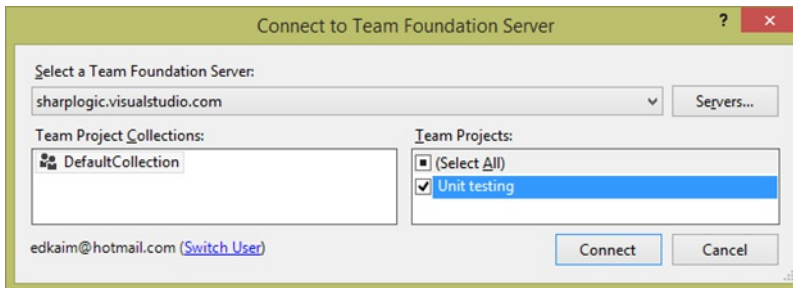 Connect to Team Foundation Server
?
Select a Team Foundation Server:
sharplogic.visualstudio.com
Servers...
Team Project Collections:
Team Projects:
DefaultCollection
(Select All)
Unit testing
edkaim@hotmail.com (Switch User)
Connect
Cancel